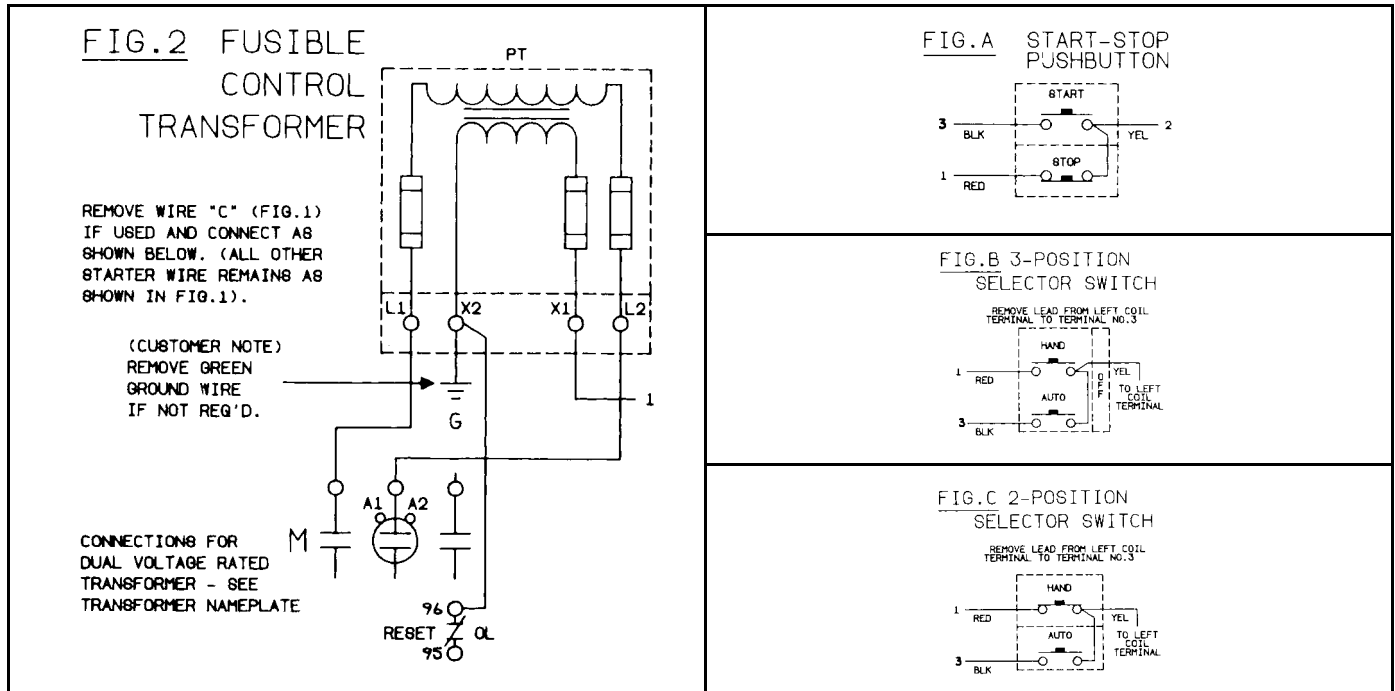 FIG.2 FUSIBLE
CONTROL
TRANSFORMER
PT
REMOVE WIRE "C" (FIG.1)
IF USED AND CONNECT AS
SHOWN BELOW. (ALL OTHER
STARTER WIRE REMAINS AS
SHOWN IN FIG.1).
L1 X2 X1 L2
(CUSTOMER NOTE)
REMOVE GREEN
GROUND WIRE
IF NOT REQ'D.
G
1
A1 A2
M
CONNECTIONS FOR
DUAL VOLTAGE RATED
TRANSFORMER - SEE
TRANSFORMER NAMEPLATE
96
RESET OL
95
FIG.A START-STOP
PUSHBUTTON
START
3 BLK YEL 2
STOP
1 RED
FIG.B 3-POSITION
SELECTOR SWITCH
REMOVE LEAD FROM LEFT COIL
TERMINAL TO TERMINAL NO.3
HAND
1 RED YEL
OFF
TO LEFT
COIL
TERMINAL
AUTO
3 BLK
FIG.C 2-POSITION
SELECTOR SWITCH
REMOVE LEAD FROM LEFT COIL
TERMINAL TO TERMINAL NO.3
HAND
1 RED YEL
TO LEFT
COIL
TERMINAL
AUTO
3 BLK